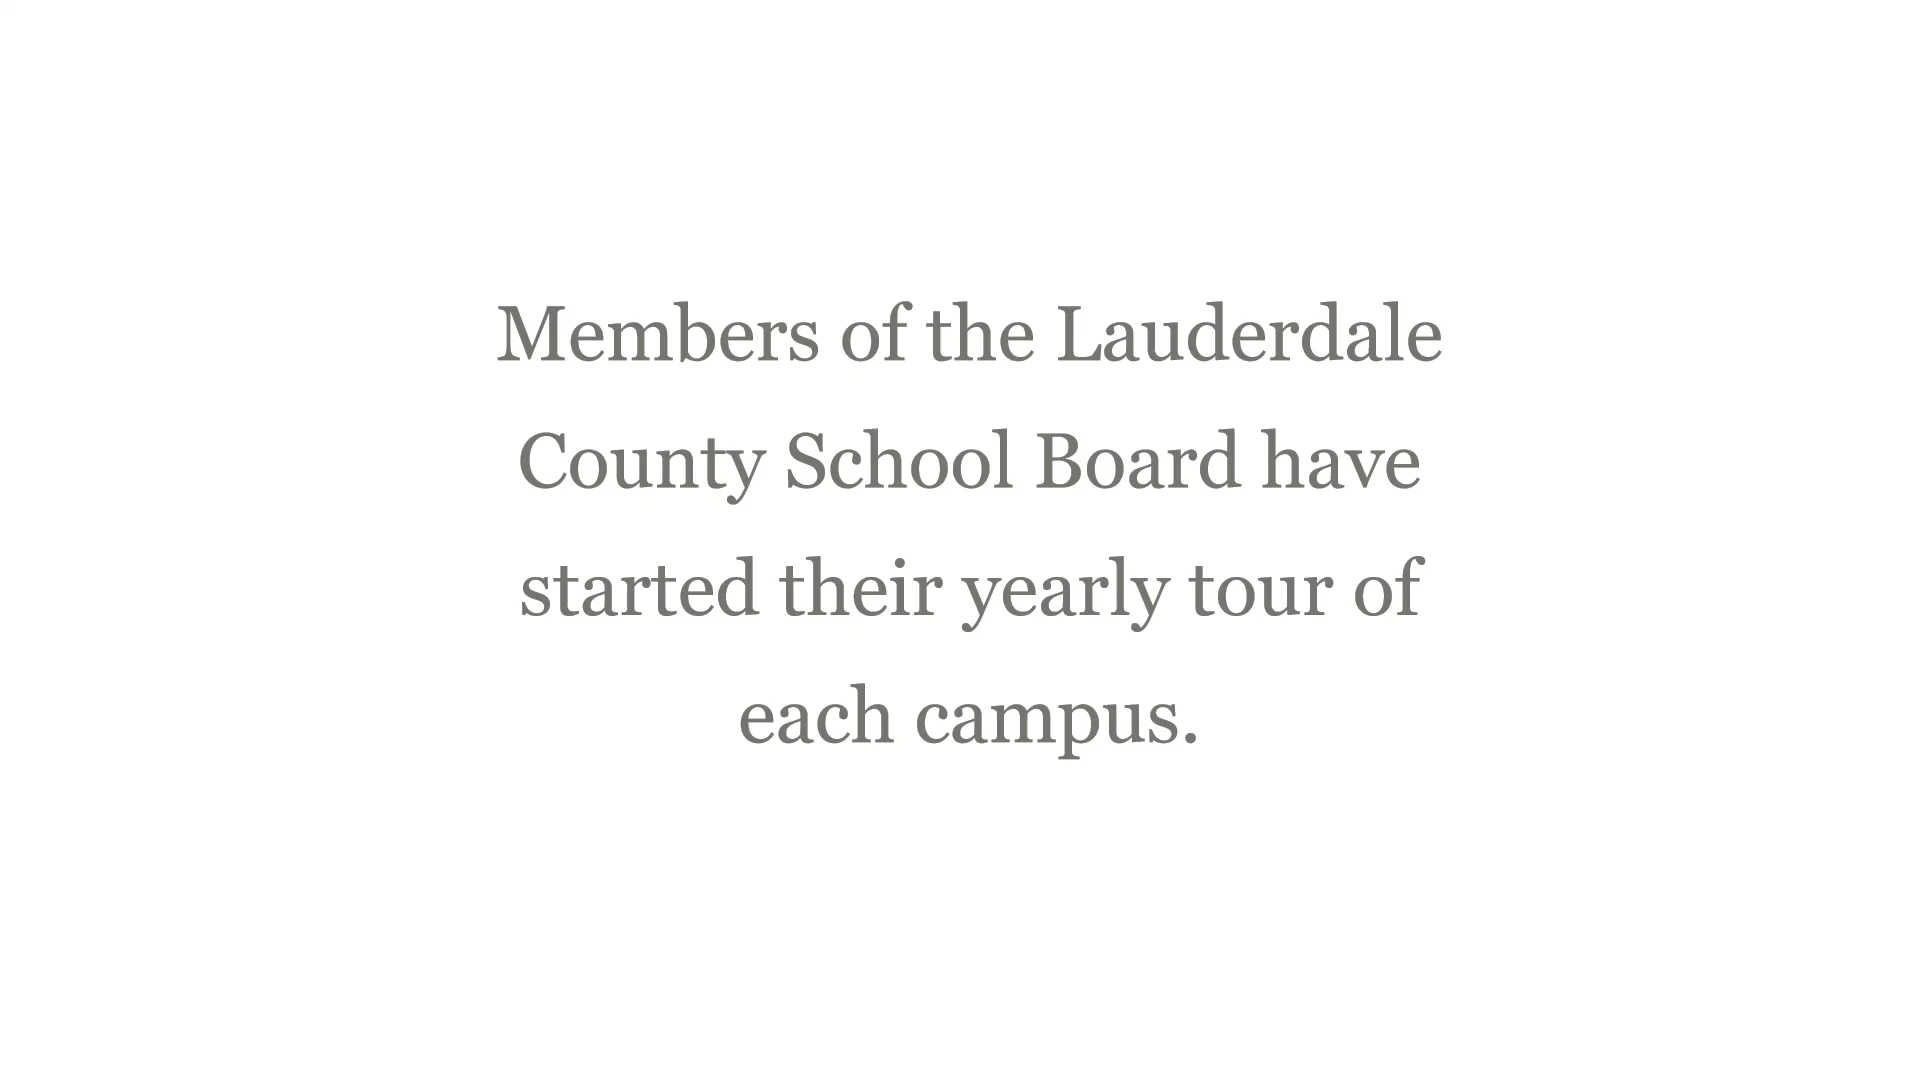 Members of the Lauderdale
County School Board have
started their yearly tour of
each campus.